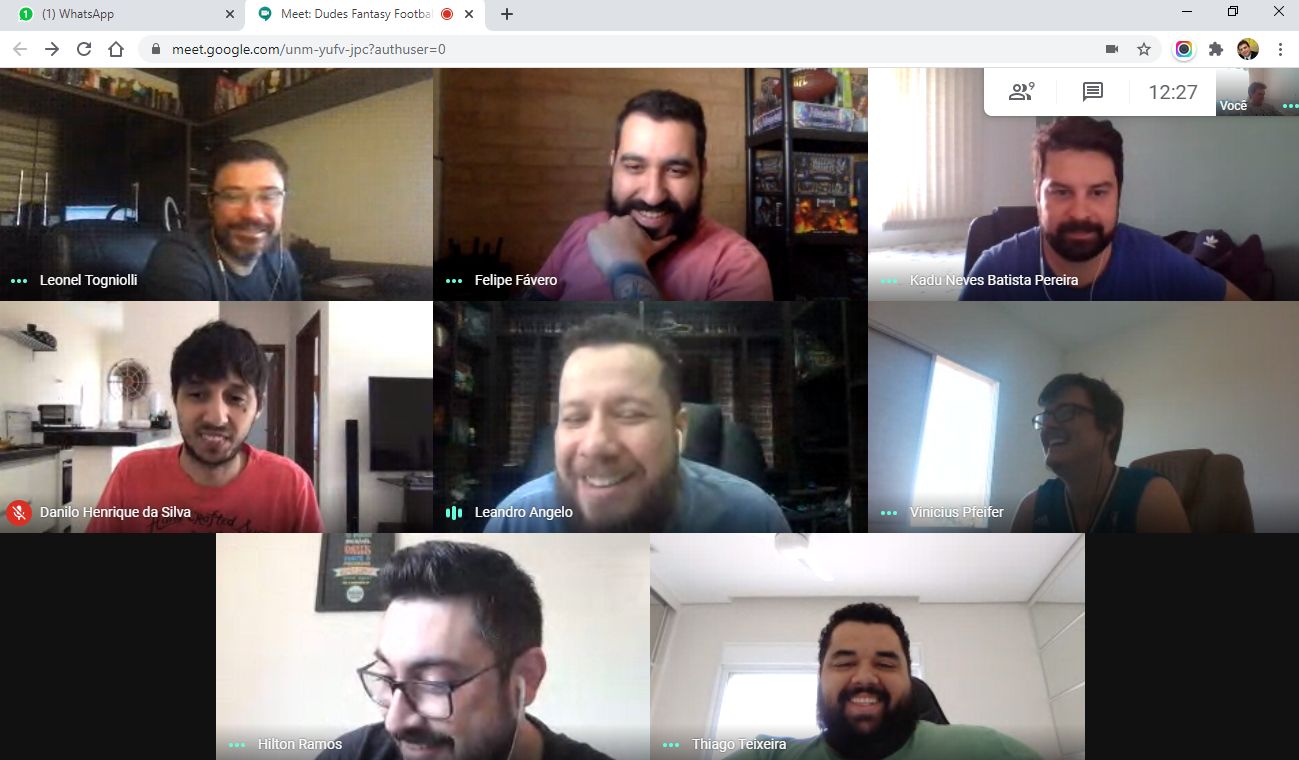 (1) WhatsApp
Meet: Dudes Fantasy Footba
meet.google.com/unm-yufv-jpc?authuser=0
9
12:27
Você
Leonel Togniolli
Felipe Fávero
Kadu Neves Batista Pereira
Danilo Henrique da Silva
Leandro Angelo
Vinicius Pfeifer
Hilton Ramos
Thiago Teixeira